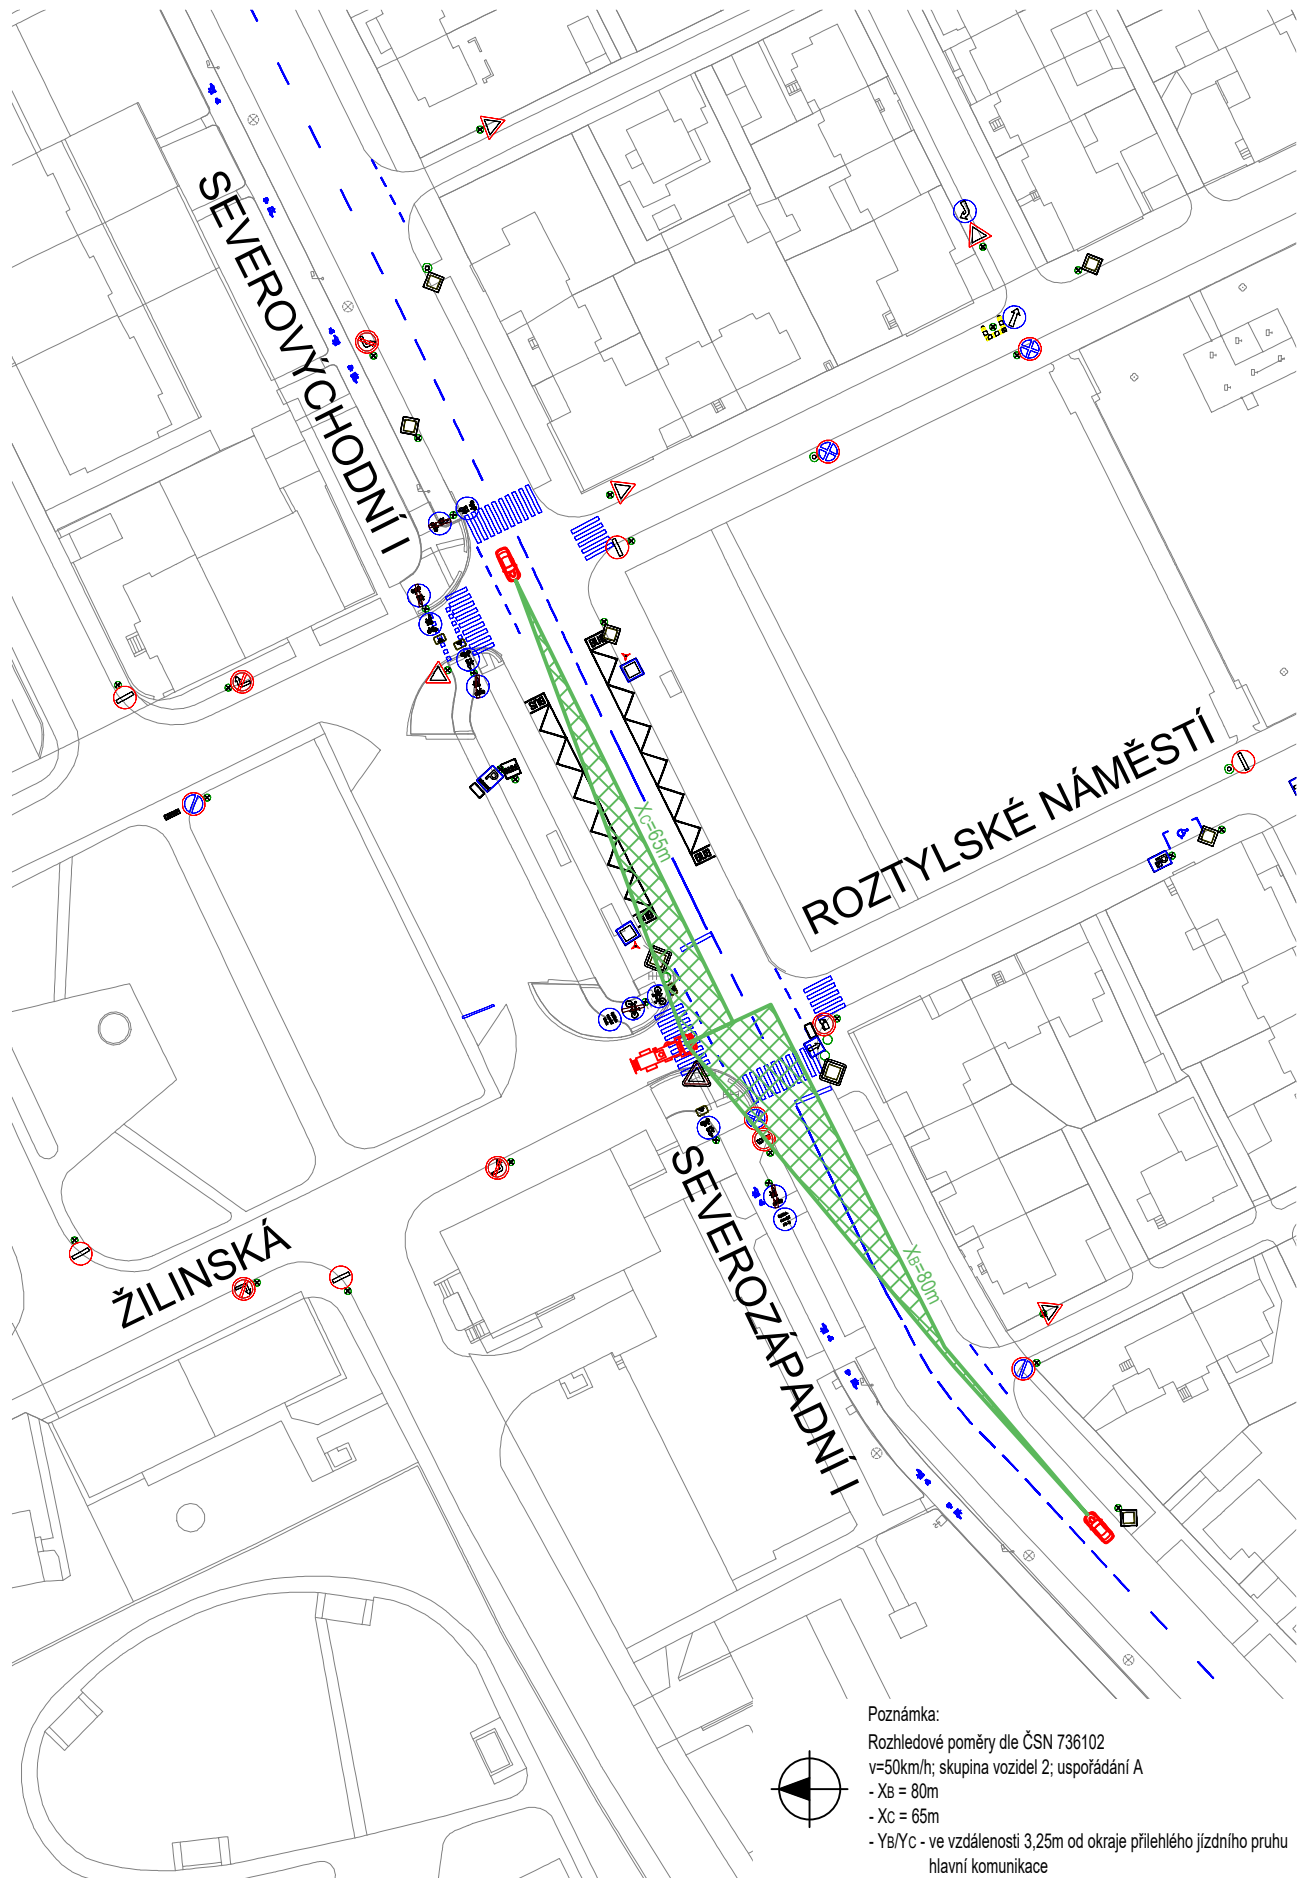 SEVEROVÝCHODNÍ I
XC=65m
ROZTYLSKÉ NÁMĚSTÍ
SEVEROZÁPADNÍ I
ŽILINSKÁ
XB=80m
Poznámka:
Rozhledové poměry dle ČSN 736102
v=50km/h; skupina vozidel 2; uspořádání A
- XB = 80m
- XC = 65m
- YB/YC - ve vzdálenosti 3,25m od okraje přilehlého jízdního pruhu
hlavní komunikace